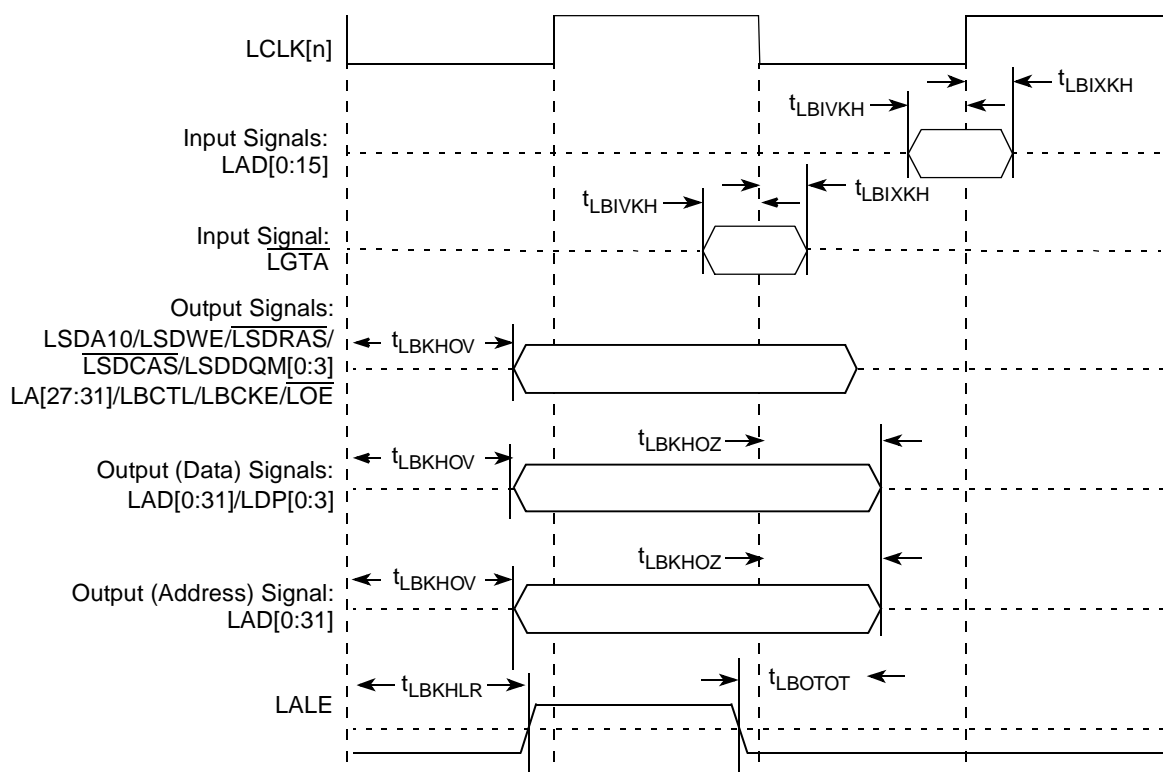 LCLK[n]
tLBIXKH
tLBIVKH
Input Signals:
LAD[0:15]
tLBIXKH
tLBIVKH
Input Signal:
LGTA
Output Signals:
LSDA10/LSDWE/LSDRAS/
LSDCAS/LSDDQM[0:3]
LA[27:31]/LBCTL/LBCKE/LOE
tLBKHOV
tLBKHOZ
Output (Data) Signals:
LAD[0:31]/LDP[0:3]
tLBKHOV
tLBKHOZ
Output (Address) Signal:
LAD[0:31]
tLBKHOV
tLBKHLR
tLBOTOT
LALE